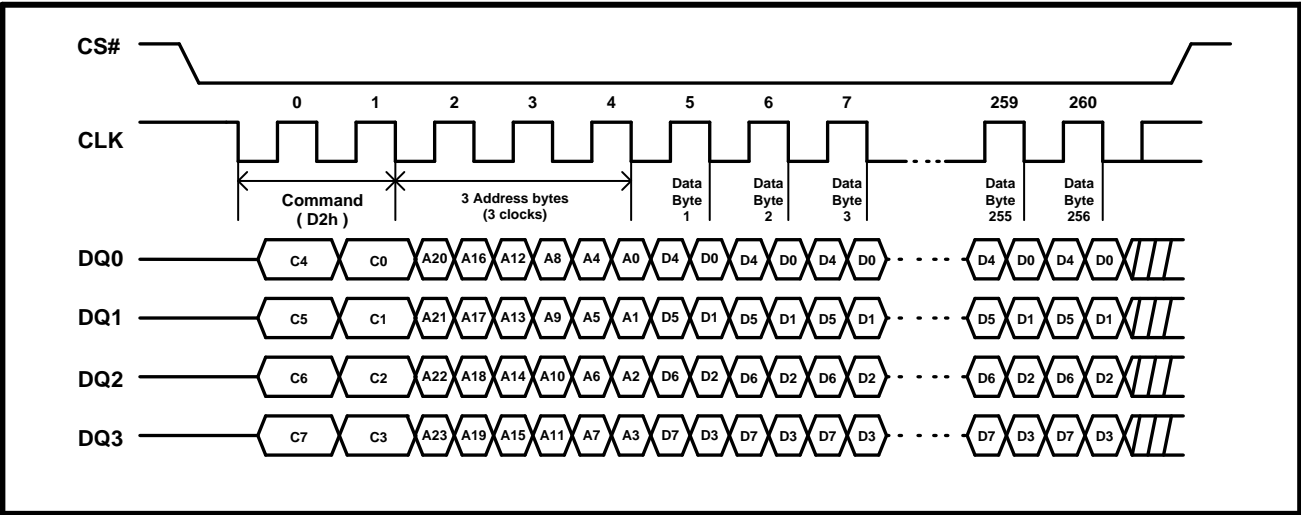 CS#
0 1 2 3 4 5 6 7 259 260
CLK
Command
( D2h )
3 Address bytes
(3 clocks)
Data
Byte
1
Data
Byte
2
Data
Byte
3
Data
Byte
255
Data
Byte
256
DQ0 C4 C0 A20 A16 A12 A8 A4 A0 D4 D0 D4 D0 D4 D0 D4 D0 D4 D0
DQ1 C5 C1 A21 A17 A13 A9 A5 A1 D5 D1 D5 D1 D5 D1 D5 D1 D5 D1
DQ2 C6 C2 A22 A18 A14 A10 A6 A2 D6 D2 D6 D2 D6 D2 D6 D2 D6 D2
DQ3 C7 C3 A23 A19 A15 A11 A7 A3 D7 D3 D7 D3 D7 D3 D7 D3 D7 D3